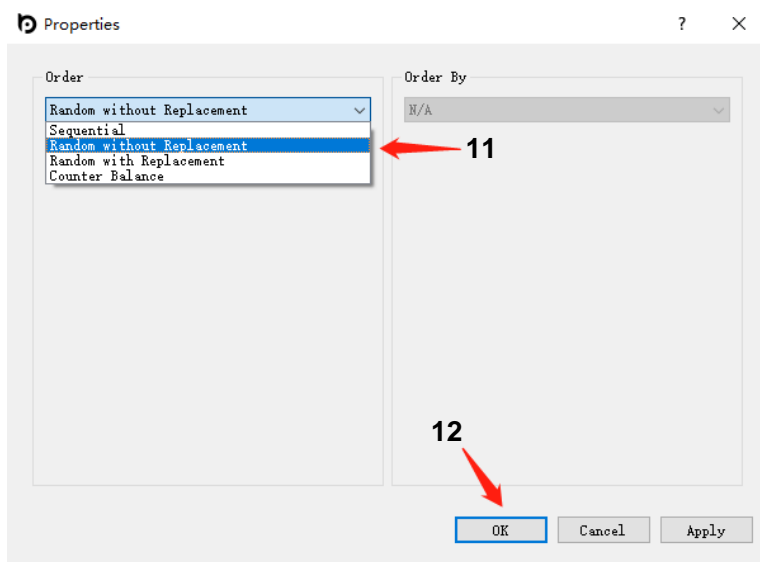 Properties
?
Order
Order By
Random without Replacement
N/A
Sequential
Random without Replacement
Random with Replacement
Counter Balance
11
12
OK
Cancel
Apply